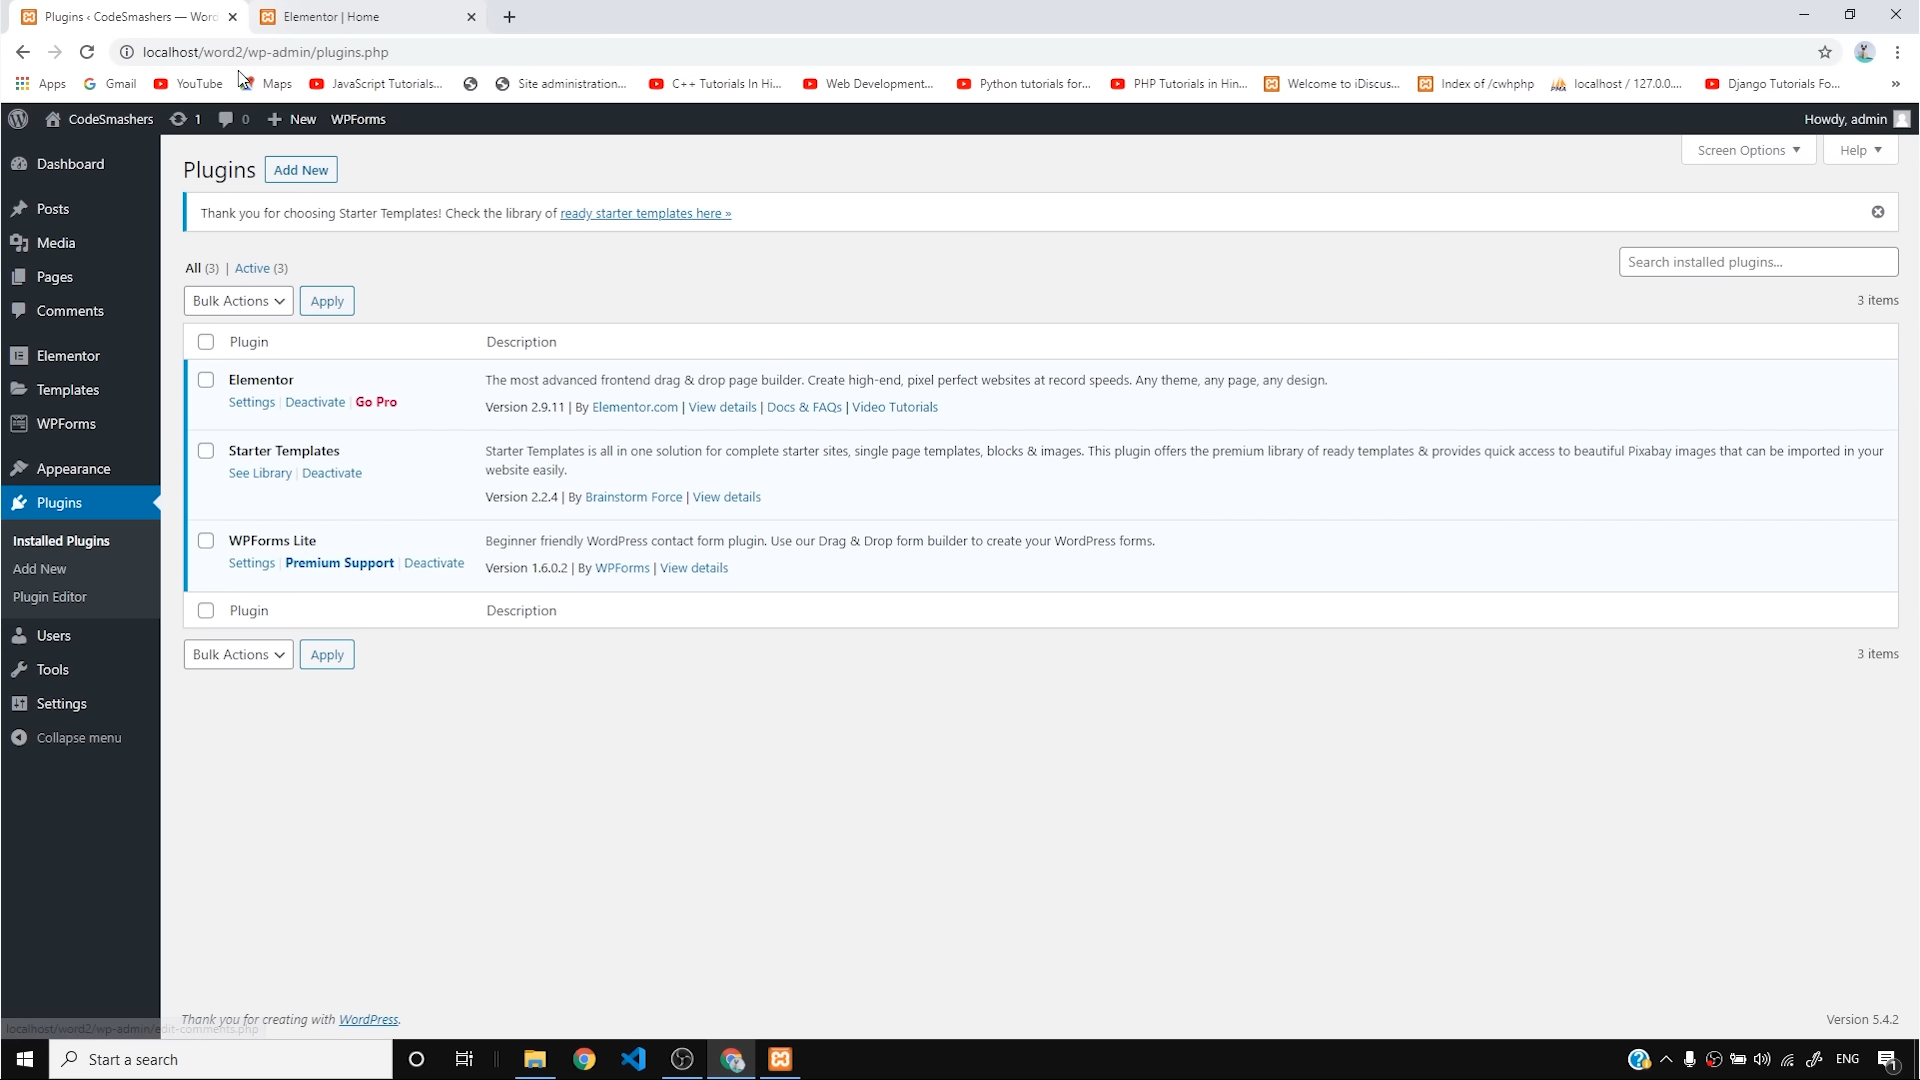 Plugins ‹ CodeSmashers — Word
Elementor | Home
localhost/word2/wp-admin/plugins.php
Apps
Gmail
YouTube
Maps
JavaScript Tutorials...
Site administration...
C++ Tutorials In Hi...
Web Development...
Python tutorials for...
PHP Tutorials in Hin...
Welcome to iDiscus...
Index of /cwhphp
localhost / 127.0.0....
Django Tutorials Fo...
»
CodeSmashers
1
0
New
WPForms
Howdy, admin
Dashboard
Posts
Media
Pages
Comments
Elementor
Templates
WPForms
Appearance
Plugins
Installed Plugins
Add New
Plugin Editor
Users
Tools
Settings
Collapse menu
Screen Options
Help
Plugins
Add New
Thank you for choosing Starter Templates! Check the library of ready starter templates here »
All (3) | Active (3)
Search installed plugins...
Bulk Actions
Apply
3 items
Plugin
Description
Elementor
Settings | Deactivate | Go Pro
The most advanced frontend drag & drop page builder. Create high-end, pixel perfect websites at record speeds. Any theme, any page, any design.
Version 2.9.11 | By Elementor.com | View details | Docs & FAQs | Video Tutorials
Starter Templates
See Library | Deactivate
Starter Templates is all in one solution for complete starter sites, single page templates, blocks & images. This plugin offers the premium library of ready templates & provides quick access to beautiful Pixabay images that can be imported in your
website easily.
Version 2.2.4 | By Brainstorm Force | View details
WPForms Lite
Settings | Premium Support | Deactivate
Beginner friendly WordPress contact form plugin. Use our Drag & Drop form builder to create your WordPress forms.
Version 1.6.0.2 | By WPForms | View details
Plugin
Description
Bulk Actions
Apply
3 items
Thank you for creating with WordPress.
Version 5.4.2
localhost/word2/wp-admin/edit-comments.php
Start a search
ENG
1